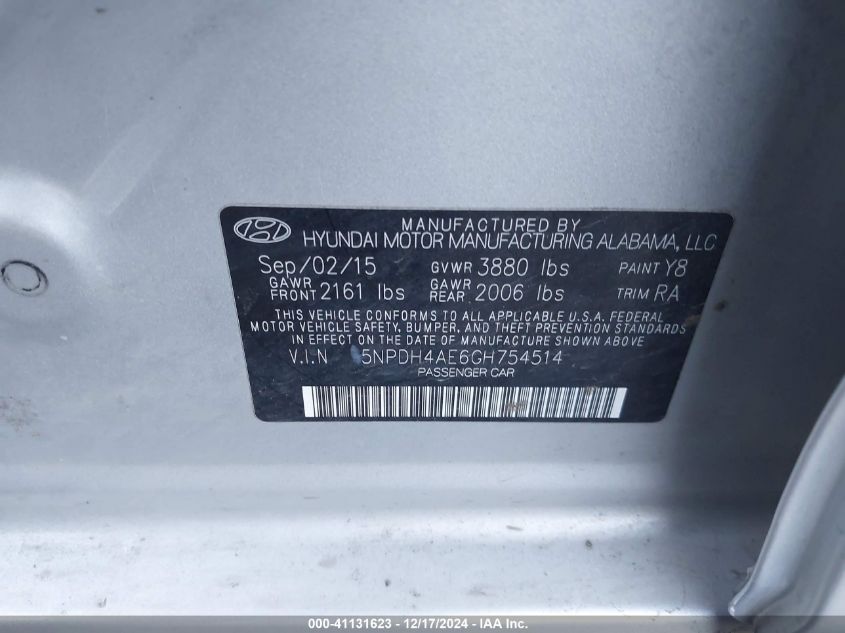 MANUFACTURED BY
HYUNDAI MOTOR MANUFACTURING ALABAMA, LLC
Sep/02/15 GVWR 3880 lbs PAINT Y8
GAWR FRONT 2161 lbs GAWR REAR 2006 lbs TRIM RA
THIS VEHICLE CONFORMS TO ALL APPLICABLE U.S.A. FEDERAL
MOTOR VEHICLE SAFETY, BUMPER, AND THEFT PREVENTION STANDARDS
IN EFFECT ON THE DATE OF MANUFACTURE SHOWN ABOVE
V.I.N 5NPDH4AE6GH754514
PASSENGER CAR
000-41131623 - 12/17/2024 - IAA Inc.